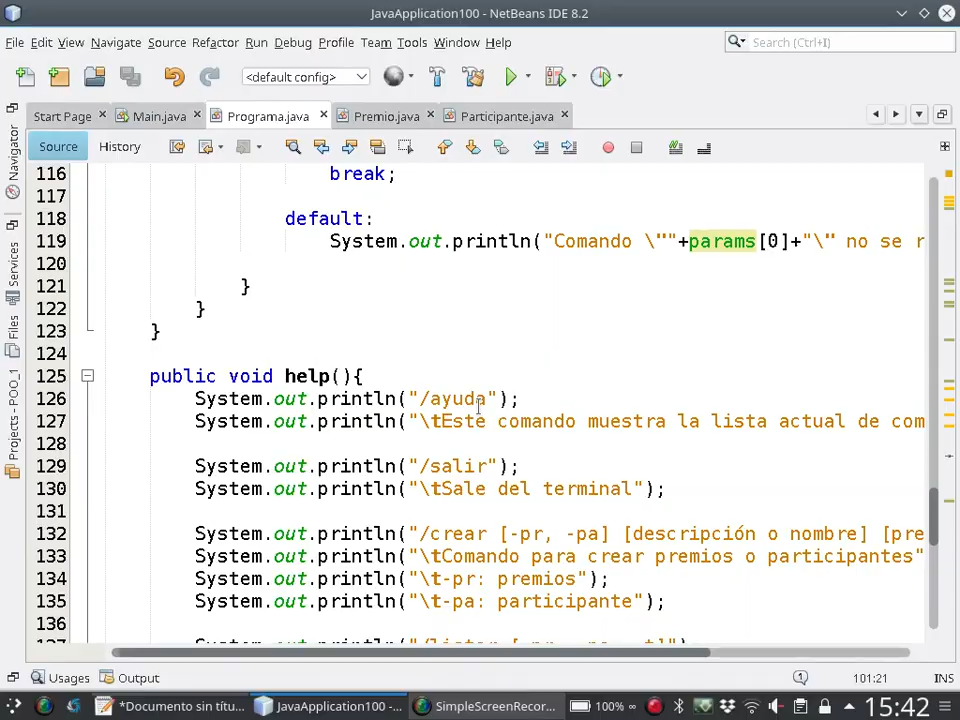 JavaApplication100 - NetBeans IDE 8.2
File Edit View Navigate Source Refactor Run Debug Profile Team Tools Window Help
Search (Ctrl+I)
<default config>
Start Page Main.java Programa.java Premio.java Participante.java
Source History
Navigator
Services
Files
Projects - POO_1
116 break;
117
118 default:
119 System.out.println("Comando \""+params[0]+"\" no se r
120
121 }
122 }
123 }
124
125 public void help(){
126 System.out.println("/ayuda");
127 System.out.println("\tEste comando muestra la lista actual de com
128
129 System.out.println("/salir");
130 System.out.println("\tSale del terminal");
131
132 System.out.println("/crear [-pr, -pa] [descripción o nombre] [pre
133 System.out.println("\tComando para crear premios o participantes"
134 System.out.println("\t-pr: premios");
135 System.out.println("\t-pa: participante");
136
Usages Output
1
101:21 INS
*Documento sin títu... JavaApplication100 -... SimpleScreenRecor... 100% 15:42